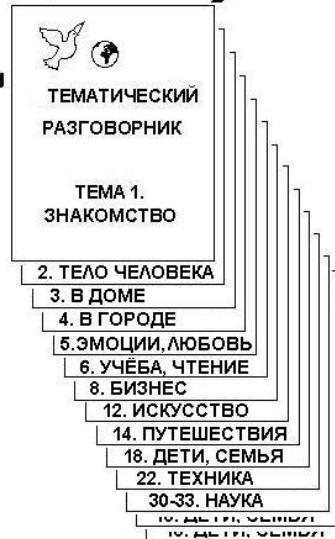 ТЕМАТИЧЕСКИЙ
РАЗГОВОРНИК
ТЕМА 1.
ЗНАКОМСТВО
2. ТЕЛО ЧЕЛОВЕКА
3. В ДОМЕ
4. В ГОРОДЕ
5.ЭМОЦИИ, ЛЮБОВЬ
6. УЧЁБА, ЧТЕНИЕ
8. БИЗНЕС
12. ИСКУССТВО
14. ПУТЕШЕСТВИЯ
18. ДЕТИ, СЕМЬЯ
22. ТЕХНИКА
30-33. НАУКА